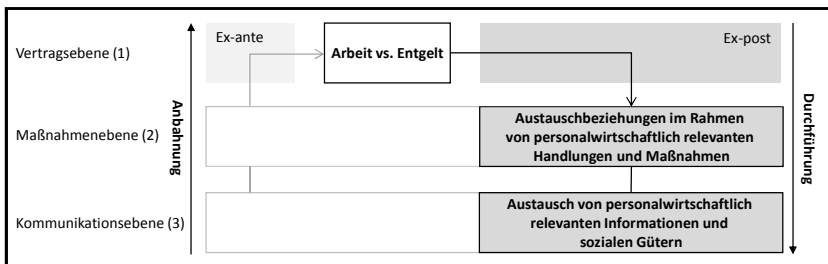 Ex-ante
Ex-post
Vertragsebene (1)
Arbeit vs. Entgelt
Anbahnung
Durchführung
Maßnahmenebene (2)
Austauschbeziehungen im Rahmen
von personalwirtschaftlich relevanten
Handlungen und Maßnahmen
Kommunikationsebene (3)
Austausch von personalwirtschaftlich
relevanten Informationen und
sozialen Gütern